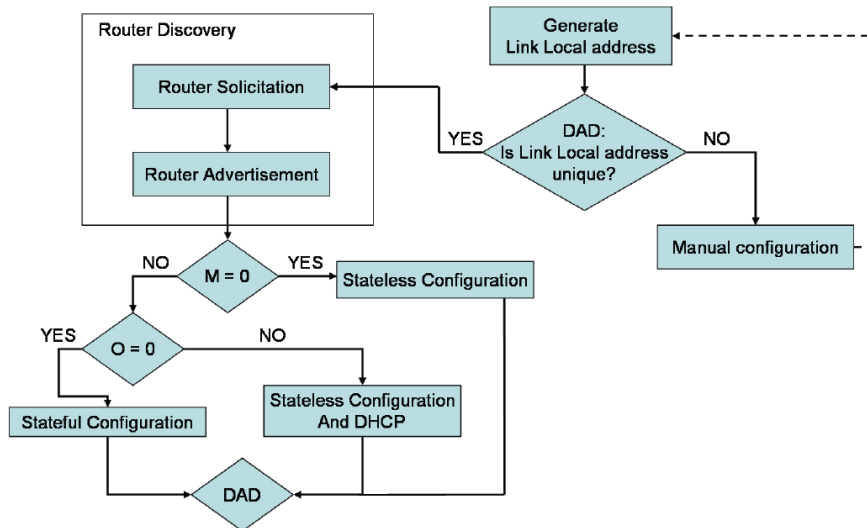 Router Discovery
Generate
Link Local address
Router Solicitation
YES
DAD:
Is Link Local address
unique?
NO
Router Advertisement
Manual configuration
NO
M = 0
YES
Stateless Configuration
YES
O = 0
NO
Stateful Configuration
Stateless Configuration
And DHCP
DAD